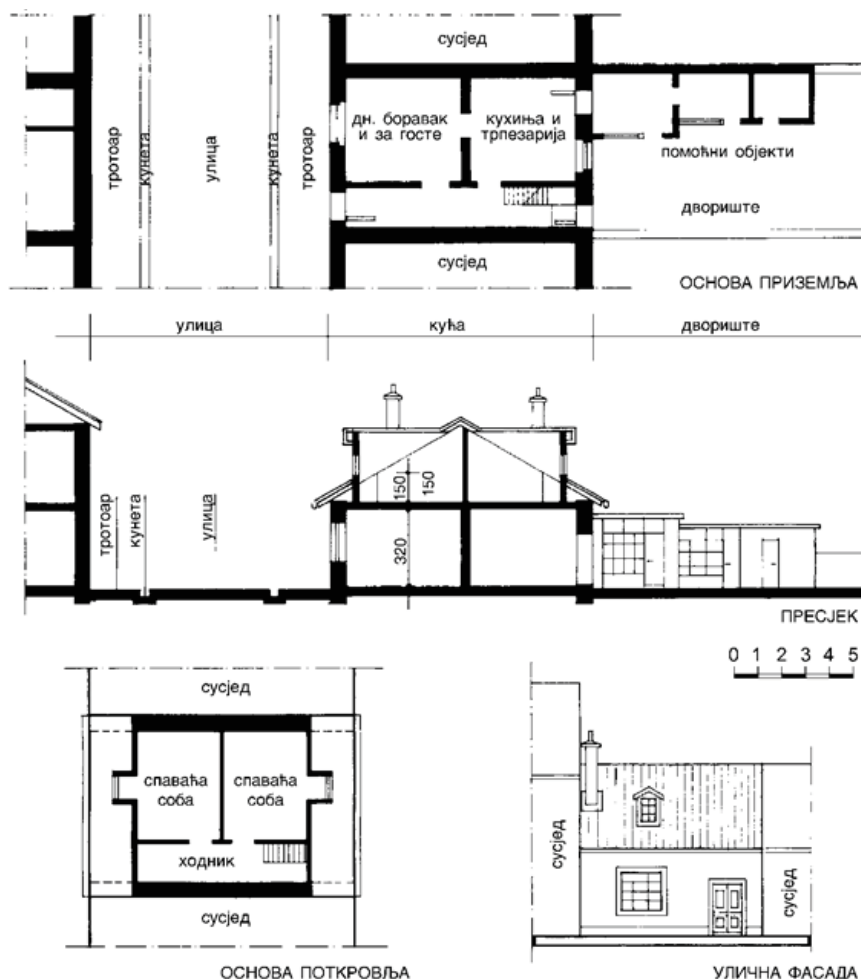 сусјед
дн. боравак
и за госте
кухиња и
трпезарија
тротоар
кунета
улица
кунета
тротоар
помоћни објекти
двориште
сусјед
ОСНОВА ПРИЗЕМЉА
улица
кућа
двориште
150
150
320
тротоар
кунета
улица
ПРЕСЈЕК
0 1 2 3 4 5
сусјед
спаваћа
соба
спаваћа
соба
ходник
сусјед
ОСНОВА ПОТКРОВЉА
сусјед
сусјед
УЛИЧНА ФАСАДА